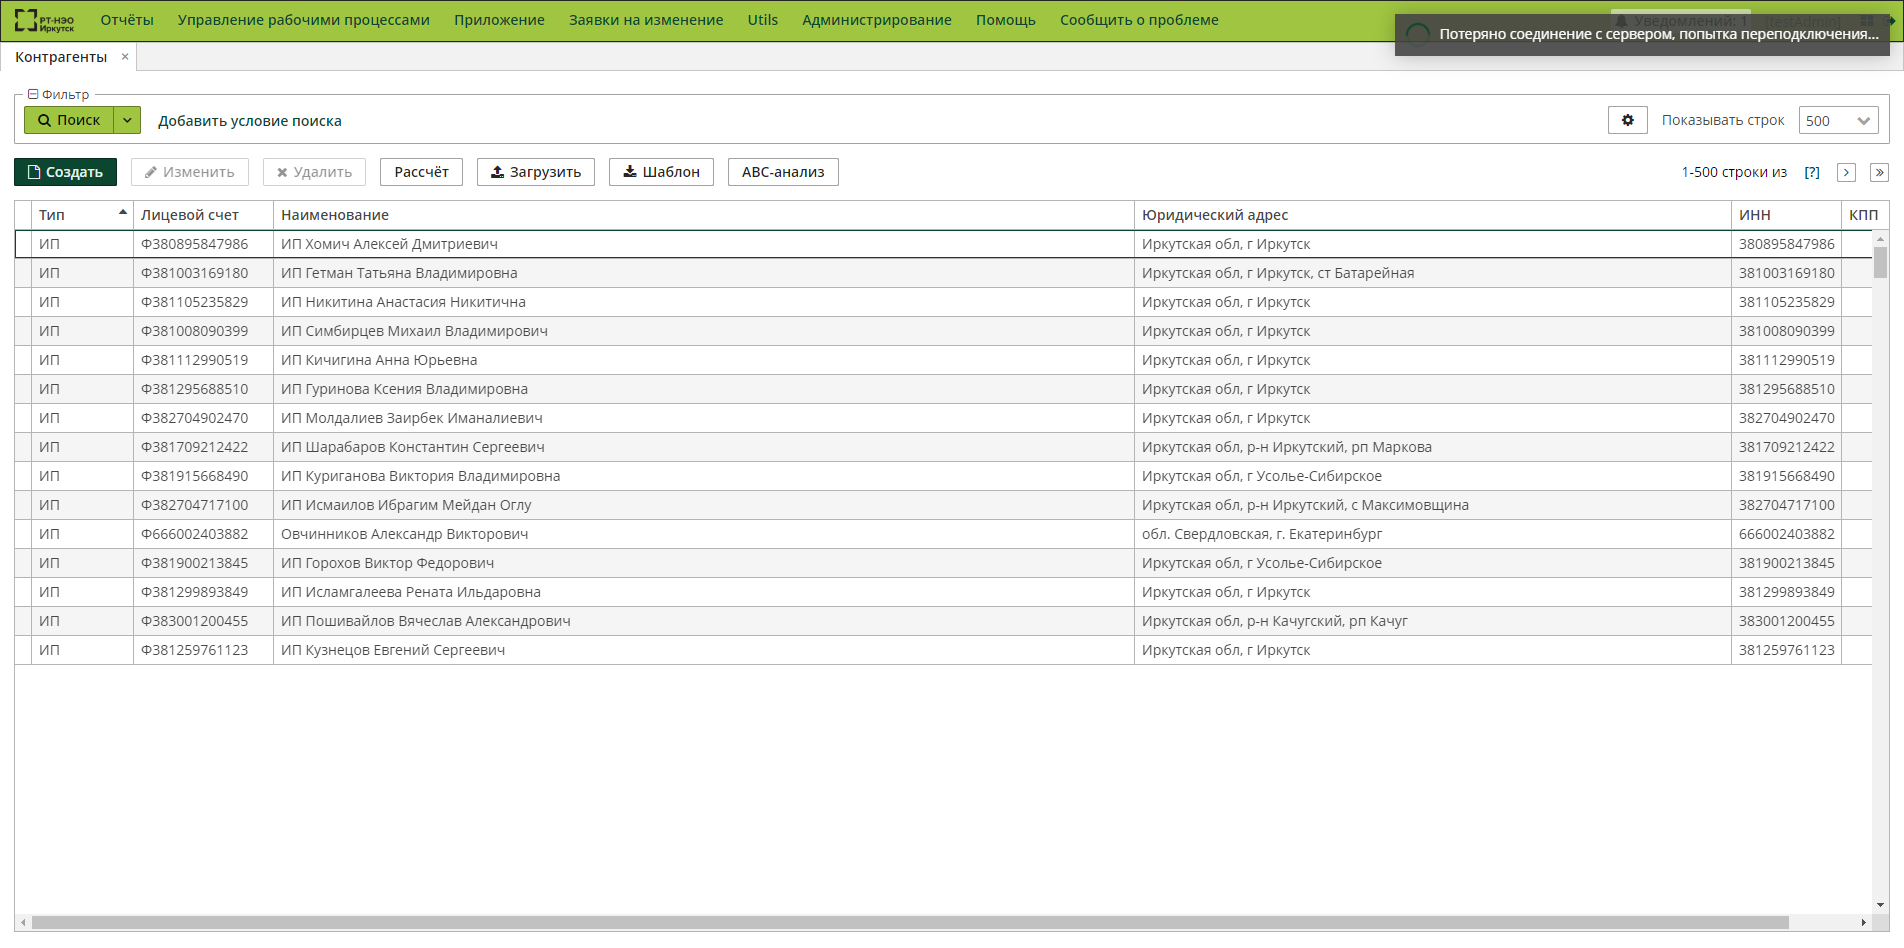 РТ-НЭО Иркутск
Отчёты Управление рабочими процессами Приложение Заявки на изменение Utils Администрирование Помощь Сообщить о проблеме
Уведомлений: 1 [testAdmin]
Потеряно соединение с сервером, попытка переподключения...
Контрагенты ×
Фильтр
Поиск Добавить условие поиска Показывать строк 500
Создать Изменить Удалить Рассчёт Загрузить Шаблон ABC-анализ 1-500 строки из [?]
Тип Лицевой счет Наименование Юридический адрес ИНН КПП
ИП Ф380895847986 ИП Хомич Алексей Дмитриевич Иркутская обл, г Иркутск 380895847986
ИП Ф381003169180 ИП Гетман Татьяна Владимировна Иркутская обл, г Иркутск, ст Батарейная 381003169180
ИП Ф381105235829 ИП Никитина Анастасия Никитична Иркутская обл, г Иркутск 381105235829
ИП Ф381008090399 ИП Симбирцев Михаил Владимирович Иркутская обл, г Иркутск 381008090399
ИП Ф381112990519 ИП Кичигина Анна Юрьевна Иркутская обл, г Иркутск 381112990519
ИП Ф381295688510 ИП Гуринова Ксения Владимировна Иркутская обл, г Иркутск 381295688510
ИП Ф382704902470 ИП Молдалиев Заирбек Иманалиевич Иркутская обл, г Иркутск 382704902470
ИП Ф381709212422 ИП Шарабаров Константин Сергеевич Иркутская обл, р-н Иркутский, рп Маркова 381709212422
ИП Ф381915668490 ИП Куриганова Виктория Владимировна Иркутская обл, г Усолье-Сибирское 381915668490
ИП Ф382704717100 ИП Исмаилов Ибрагим Мейдан Оглу Иркутская обл, р-н Иркутский, с Максимовщина 382704717100
ИП Ф666002403882 Овчинников Александр Викторович обл. Свердловская, г. Екатеринбург 666002403882
ИП Ф381900213845 ИП Горохов Виктор Федорович Иркутская обл, г Усолье-Сибирское 381900213845
ИП Ф381299893849 ИП Исламгалеева Рената Ильдаровна Иркутская обл, г Иркутск 381299893849
ИП Ф383001200455 ИП Пошивайлов Вячеслав Александрович Иркутская обл, р-н Качугский, рп Качуг 383001200455
ИП Ф381259761123 ИП Кузнецов Евгений Сергеевич Иркутская обл, г Иркутск 381259761123